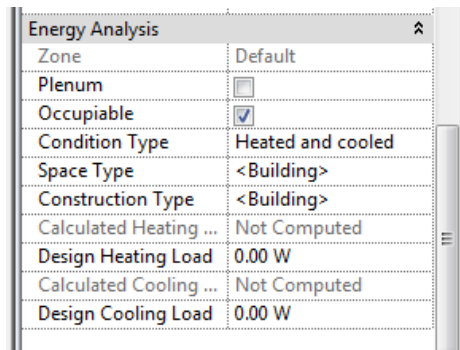 Energy Analysis
Zone Default
Plenum
Occupiable
Condition Type Heated and cooled
Space Type <Building>
Construction Type <Building>
Calculated Heating ... Not Computed
Design Heating Load 0.00 W
Calculated Cooling ... Not Computed
Design Cooling Load 0.00 W